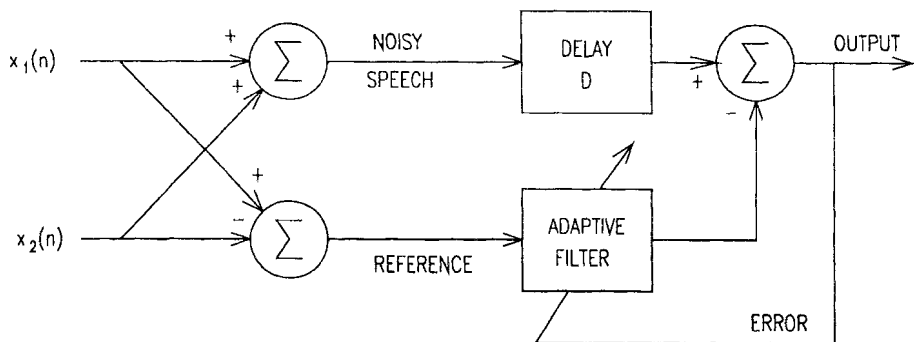 x₁(n)
+
+
Σ
NOISY
SPEECH
DELAY
D
+
-
Σ
OUTPUT
x₂(n)
+
-
Σ
REFERENCE
ADAPTIVE
FILTER
ERROR